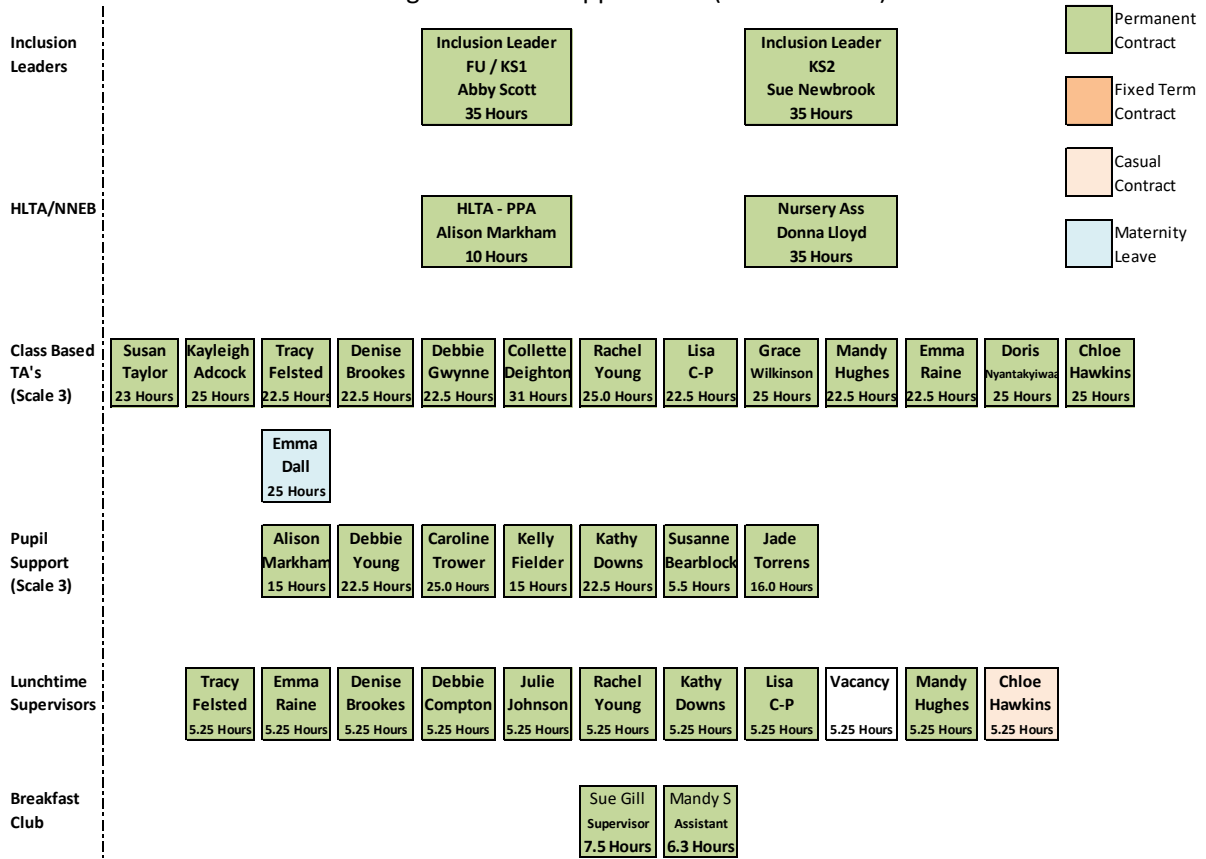 Inclusion
Leaders
Inclusion Leader
FU / KS1
Abby Scott
35 Hours
Inclusion Leader
KS2
Sue Newbrook
35 Hours
Permanent
Contract
Fixed Term
Contract
Casual
Contract
Maternity
Leave
HLTA/NNEB
HLTA - PPA
Alison Markham
10 Hours
Nursery Ass
Donna Lloyd
35 Hours
Class Based
TA's
(Scale 3)
Susan
Taylor
23 Hours
Kayleigh
Adcock
25 Hours
Tracy
Felsted
22.5 Hours
Denise
Brookes
22.5 Hours
Debbie
Gwynne
22.5 Hours
Collette
Deighton
31 Hours
Rachel
Young
25.0 Hours
Lisa
C-P
22.5 Hours
Grace
Wilkinson
25 Hours
Mandy
Hughes
22.5 Hours
Emma
Raine
22.5 Hours
Doris
Nyantakyiwaa
25 Hours
Chloe
Hawkins
25 Hours
Emma
Dall
25 Hours
Pupil
Support
(Scale 3)
Alison
Markham
15 Hours
Debbie
Young
22.5 Hours
Caroline
Trower
25.0 Hours
Kelly
Fielder
15 Hours
Kathy
Downs
22.5 Hours
Susanne
Bearblock
5.5 Hours
Jade
Torrens
16.0 Hours
Lunchtime
Supervisors
Tracy
Felsted
5.25 Hours
Emma
Raine
5.25 Hours
Denise
Brookes
5.25 Hours
Debbie
Compton
5.25 Hours
Julie
Johnson
5.25 Hours
Rachel
Young
5.25 Hours
Kathy
Downs
5.25 Hours
Lisa
C-P
5.25 Hours
Vacancy
5.25 Hours
Mandy
Hughes
5.25 Hours
Chloe
Hawkins
5.25 Hours
Breakfast
Club
Sue Gill
Supervisor
7.5 Hours
Mandy S
Assistant
6.3 Hours